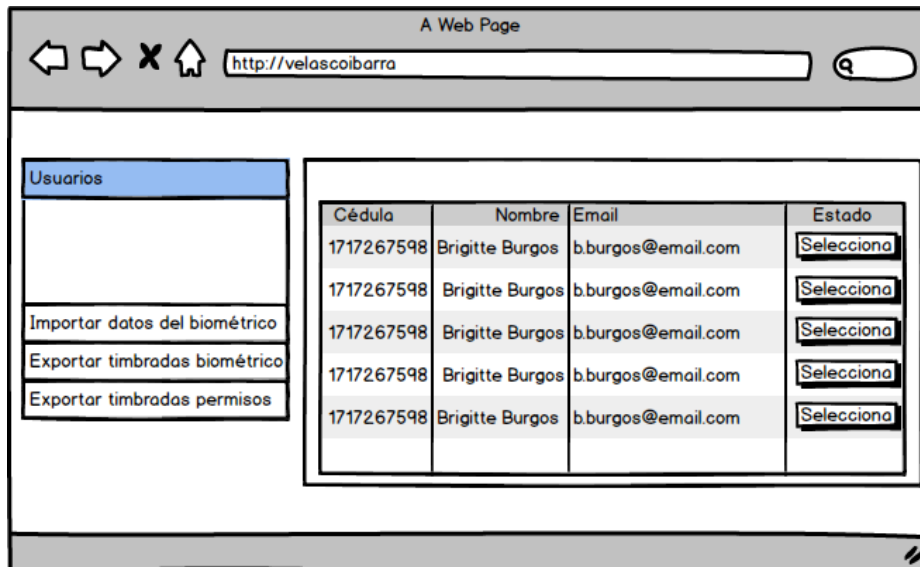 A Web Page
http://velascoibarra
Usuarios
Importar datos del biométrico
Exportar timbradas biométrico
Exportar timbradas permisos
Cédula Nombre Email Estado
1717267598 Brigitte Burgos b.burgos@email.com Selecciona
1717267598 Brigitte Burgos b.burgos@email.com Selecciona
1717267598 Brigitte Burgos b.burgos@email.com Selecciona
1717267598 Brigitte Burgos b.burgos@email.com Selecciona
1717267598 Brigitte Burgos b.burgos@email.com Selecciona